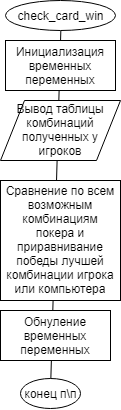 check_card_win
Инициализация
временных
переменных
Вывод таблицы
комбинаций
полученных у
игроков
Сравнение по всем
возможным
комбинациям
покера и
приравнивание
победы лучшей
комбинации игрока
или компьютера
Обнуление
временных
переменных
конец п\п